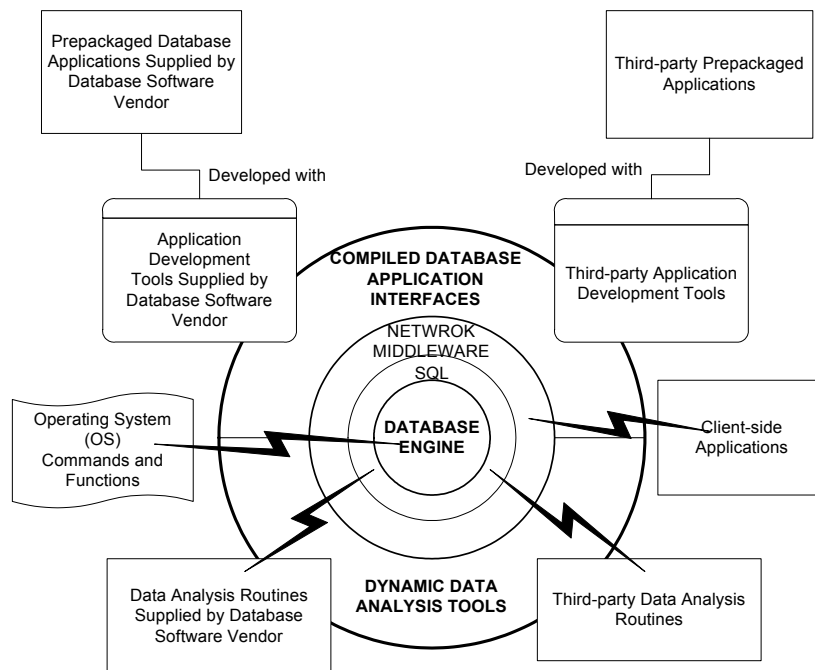 Prepackaged Database
Applications Supplied by
Database Software
Vendor
Third-party Prepackaged
Applications
Developed with
Developed with
Application
Development
Tools Supplied by
Database Software
Vendor
COMPILED DATABASE
APPLICATION
INTERFACES
Third-party Application
Development Tools
NETWROK
MIDDLEWARE
SQL
Operating System
(OS)
Commands and
Functions
DATABASE
ENGINE
Client-side
Applications
Data Analysis Routines
Supplied by Database
Software Vendor
DYNAMIC DATA
ANALYSIS TOOLS
Third-party Data Analysis
Routines